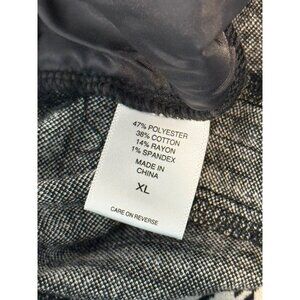 47% POLYESTER
38% COTTON
14% RAYON
1% SPANDEX
MADE IN
CHINA
XL
CARE ON REVERSE